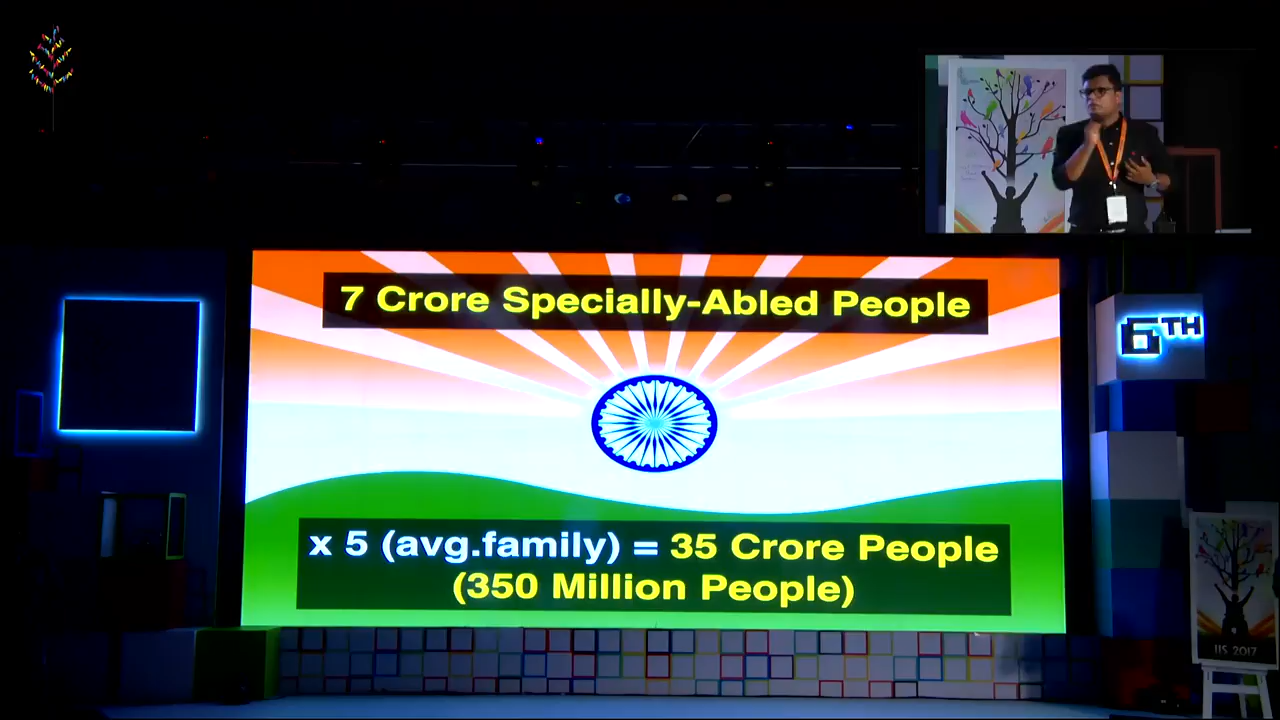 7 Crore Specially-Abled People
6TH
x 5 (avg.family) = 35 Crore People
(350 Million People)
IIS 2017